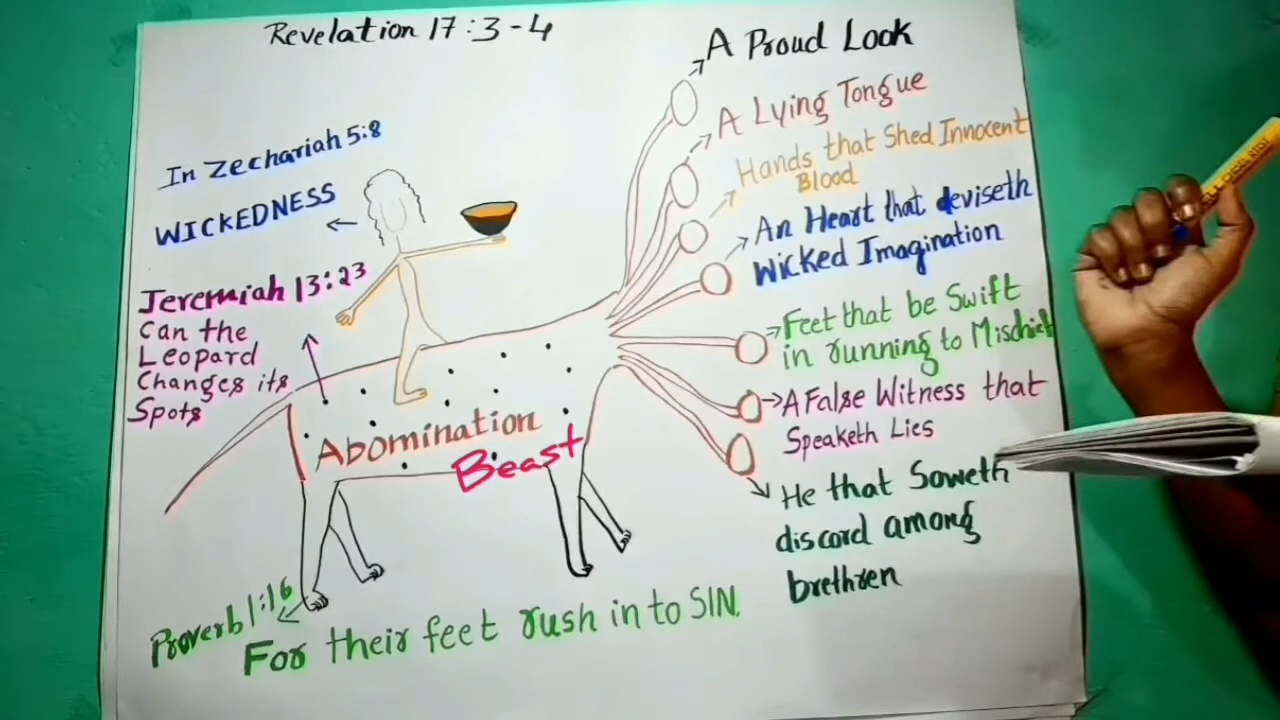 Revelation 17:3-4
In Zechariah 5:8
WICKEDNESS
Jeremiah 13:23
Can the
Leopard
Changes its
Spots
Abomination
Beast
Proverb 1:16
For their feet rush in to SIN.
A Proud Look
A Lying Tongue
Hands that Shed Innocent
Blood
An Heart that deviseth
Wicked Imagination
Feet that be Swift
in running to Mischief
A False Witness that
Speaketh Lies
He that Soweth
discord among
brethren